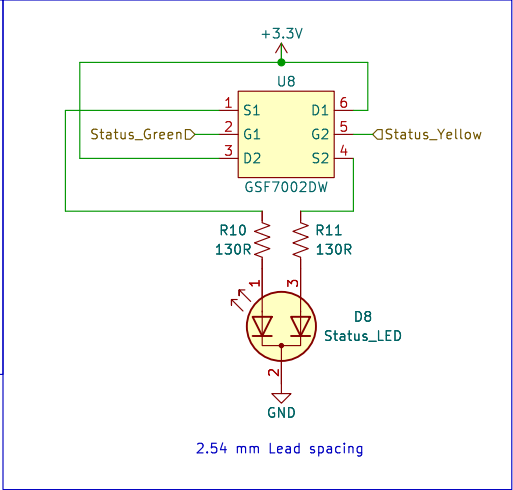 +3.3V
U8
1 S1 D1 6
Status_Green 2 G1 G2 5 Status_Yellow
3 D2 S2 4
GSF7002DW
R10 R11
130R 130R
1 3
D8
Status_LED
2
GND
2.54 mm Lead spacing